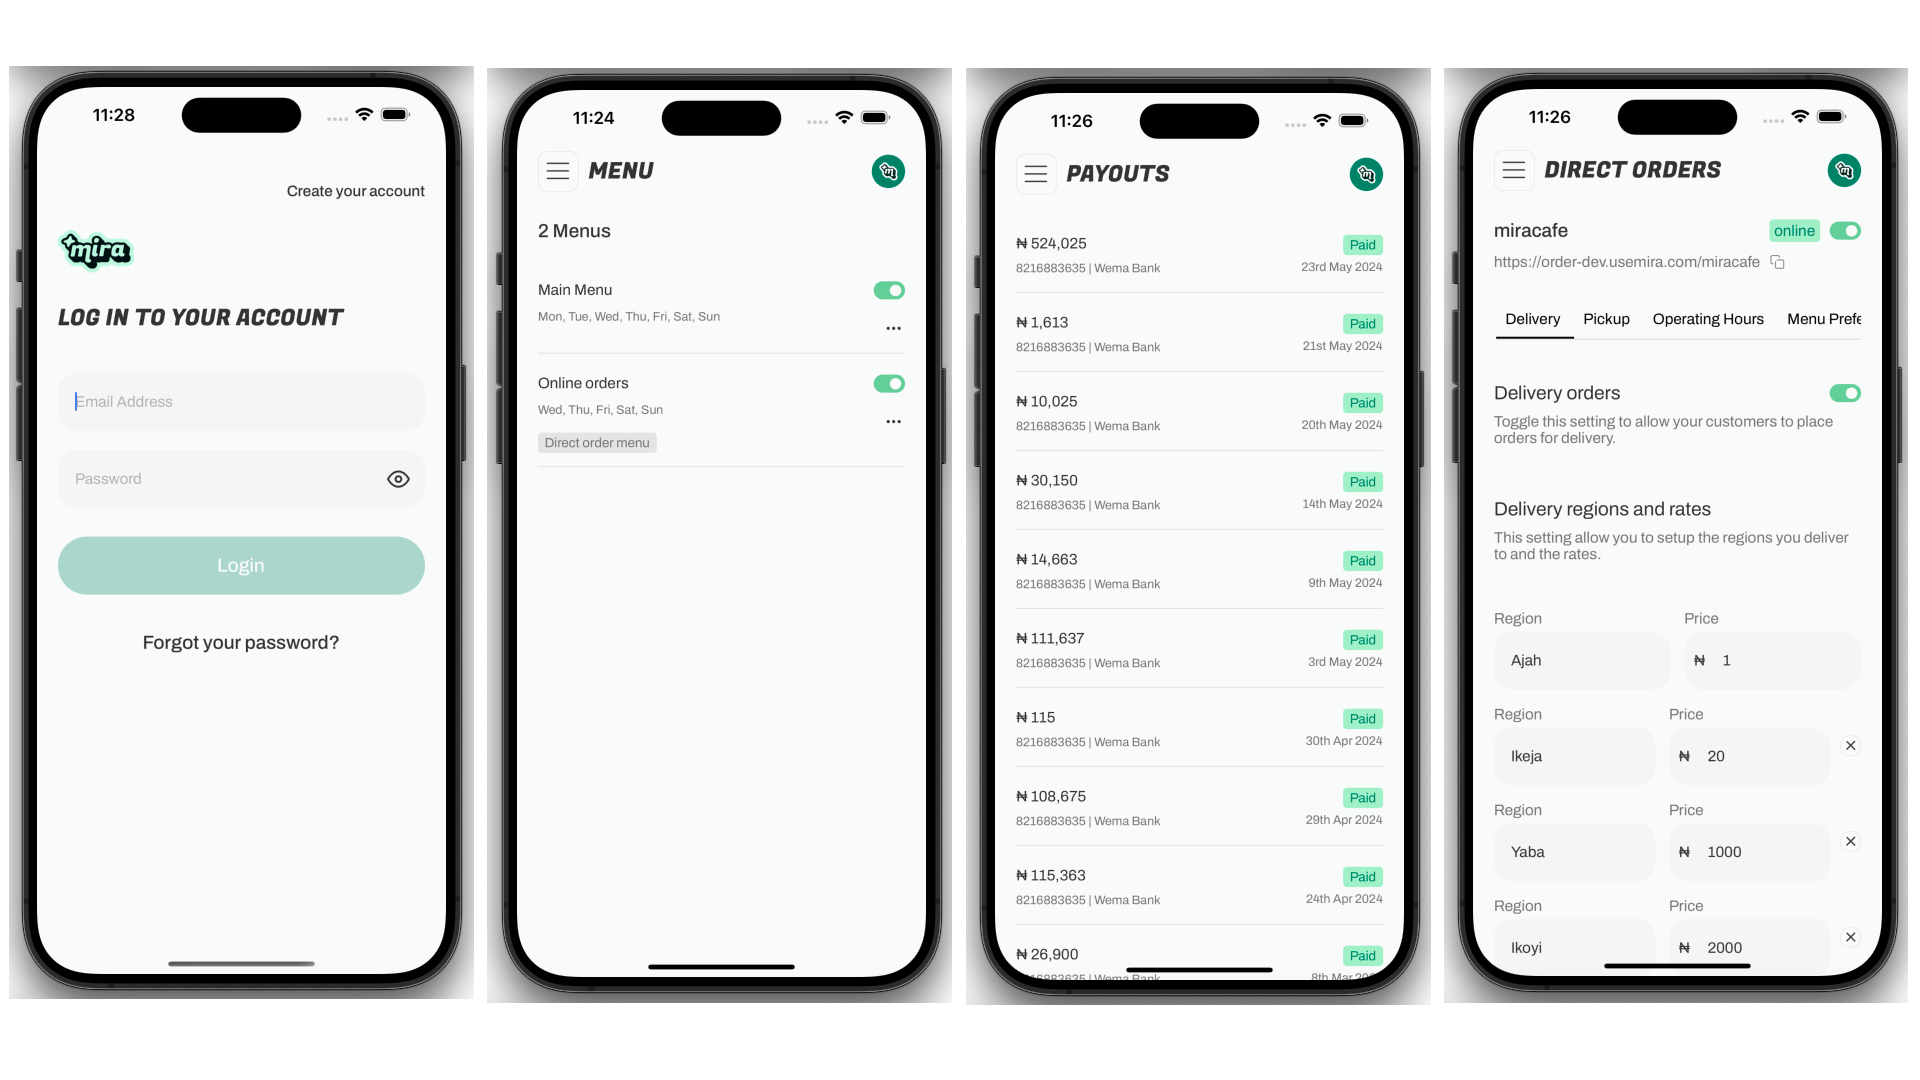 11:28
Create your account
mira
LOG IN TO YOUR ACCOUNT
Email Address
Password
Login
Forgot your password?
11:24
MENU
2 Menus
Main Menu
Mon, Tue, Wed, Thu, Fri, Sat, Sun
Online orders
Wed, Thu, Fri, Sat, Sun
Direct order menu
11:26
PAYOUTS
₦ 524,025 Paid
8216883635 | Wema Bank 23rd May 2024
₦ 1,613 Paid
8216883635 | Wema Bank 21st May 2024
₦ 10,025 Paid
8216883635 | Wema Bank 20th May 2024
₦ 30,150 Paid
8216883635 | Wema Bank 14th May 2024
₦ 14,663 Paid
8216883635 | Wema Bank 9th May 2024
₦ 111,637 Paid
8216883635 | Wema Bank 3rd May 2024
₦ 115 Paid
8216883635 | Wema Bank 30th Apr 2024
₦ 108,675 Paid
8216883635 | Wema Bank 29th Apr 2024
₦ 115,363 Paid
8216883635 | Wema Bank 24th Apr 2024
₦ 26,900 Paid
8216883635 | Wema Bank 8th Mar
11:26
DIRECT ORDERS
miracafe online
https://order-dev.usemira.com/miracafe
Delivery Pickup Operating Hours Menu Prefe
Delivery orders
Toggle this setting to allow your customers to place
orders for delivery.
Delivery regions and rates
This setting allow you to setup the regions you deliver
to and the rates.
Region Price
Ajah ₦ 1
Region Price
Ikeja ₦ 20
Region Price
Yaba ₦ 1000
Region Price
Ikoyi ₦ 2000